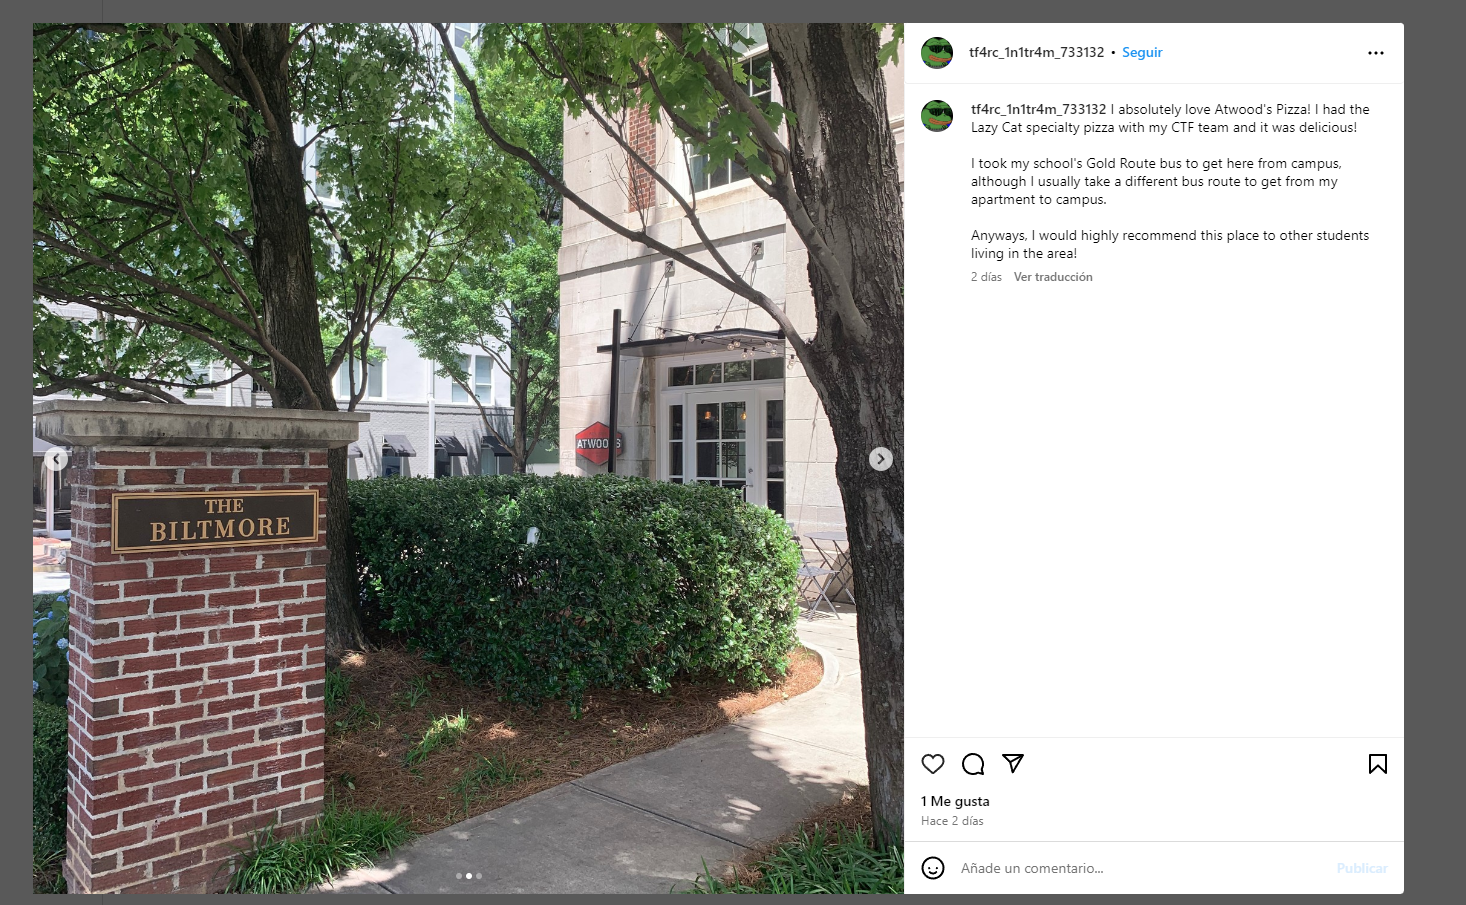 tf4rc_1n1tr4m_733132 • Seguir
tf4rc_1n1tr4m_733132 I absolutely love Atwood's Pizza! I had the
Lazy Cat specialty pizza with my CTF team and it was delicious!
I took my school's Gold Route bus to get here from campus,
although I usually take a different bus route to get from my
apartment to campus.
Anyways, I would highly recommend this place to other students
living in the area!
2 días Ver traducción
ATWOODS
THE
BILTMORE
1 Me gusta
Hace 2 días
Añade un comentario...
Publicar